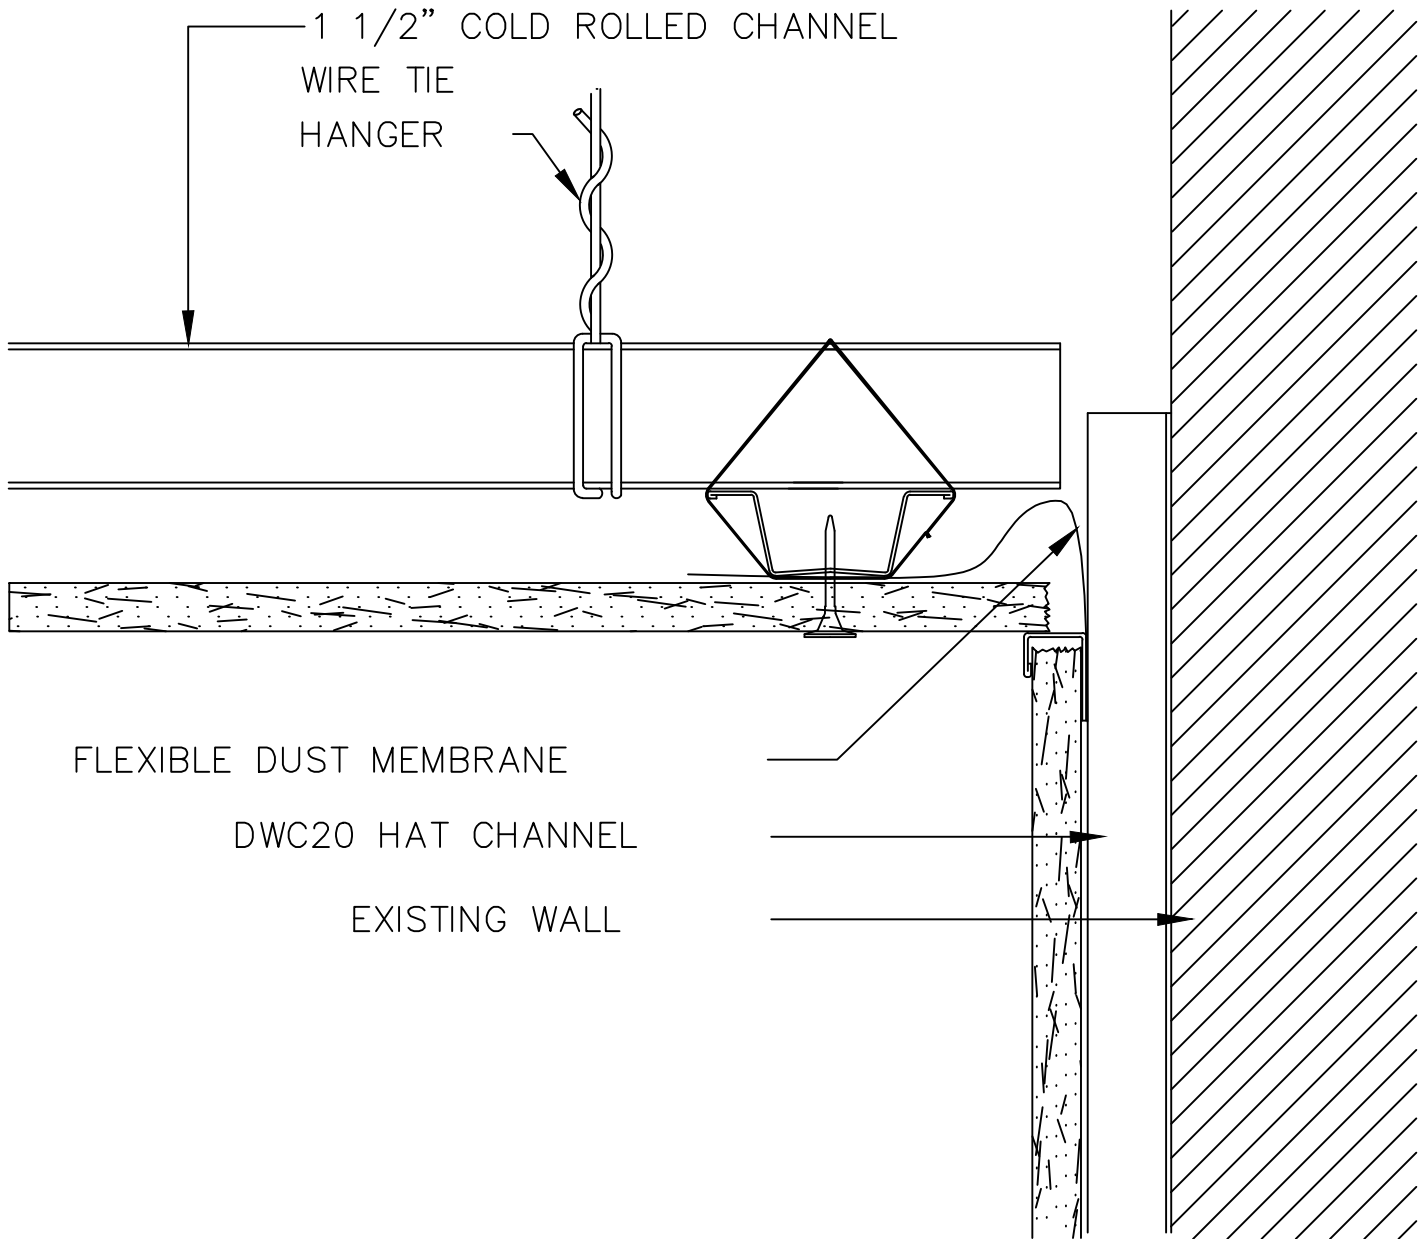 1 1/2” COLD ROLLED CHANNEL
WIRE TIE
HANGER
FLEXIBLE DUST MEMBRANE
DWC20 HAT CHANNEL
EXISTING WALL